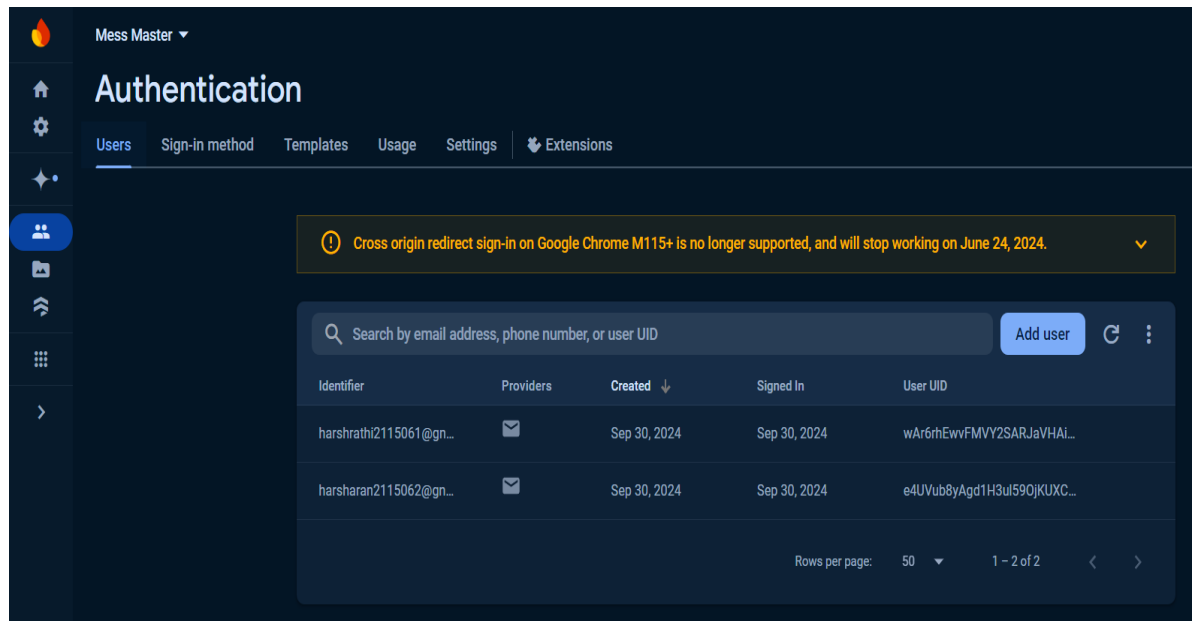 Mess Master
Authentication
Users Sign-in method Templates Usage Settings Extensions
Cross origin redirect sign-in on Google Chrome M115+ is no longer supported, and will stop working on June 24, 2024.
Search by email address, phone number, or user UID Add user
Identifier Providers Created Signed In User UID
harshrathi2115061@gn... Sep 30, 2024 Sep 30, 2024 wAr6rhEwvFMVY2SARJaVHAi...
harsharan2115062@gn... Sep 30, 2024 Sep 30, 2024 e4UVub8yAgd1H3ul59OjKUXC...
Rows per page: 50 1 – 2 of 2